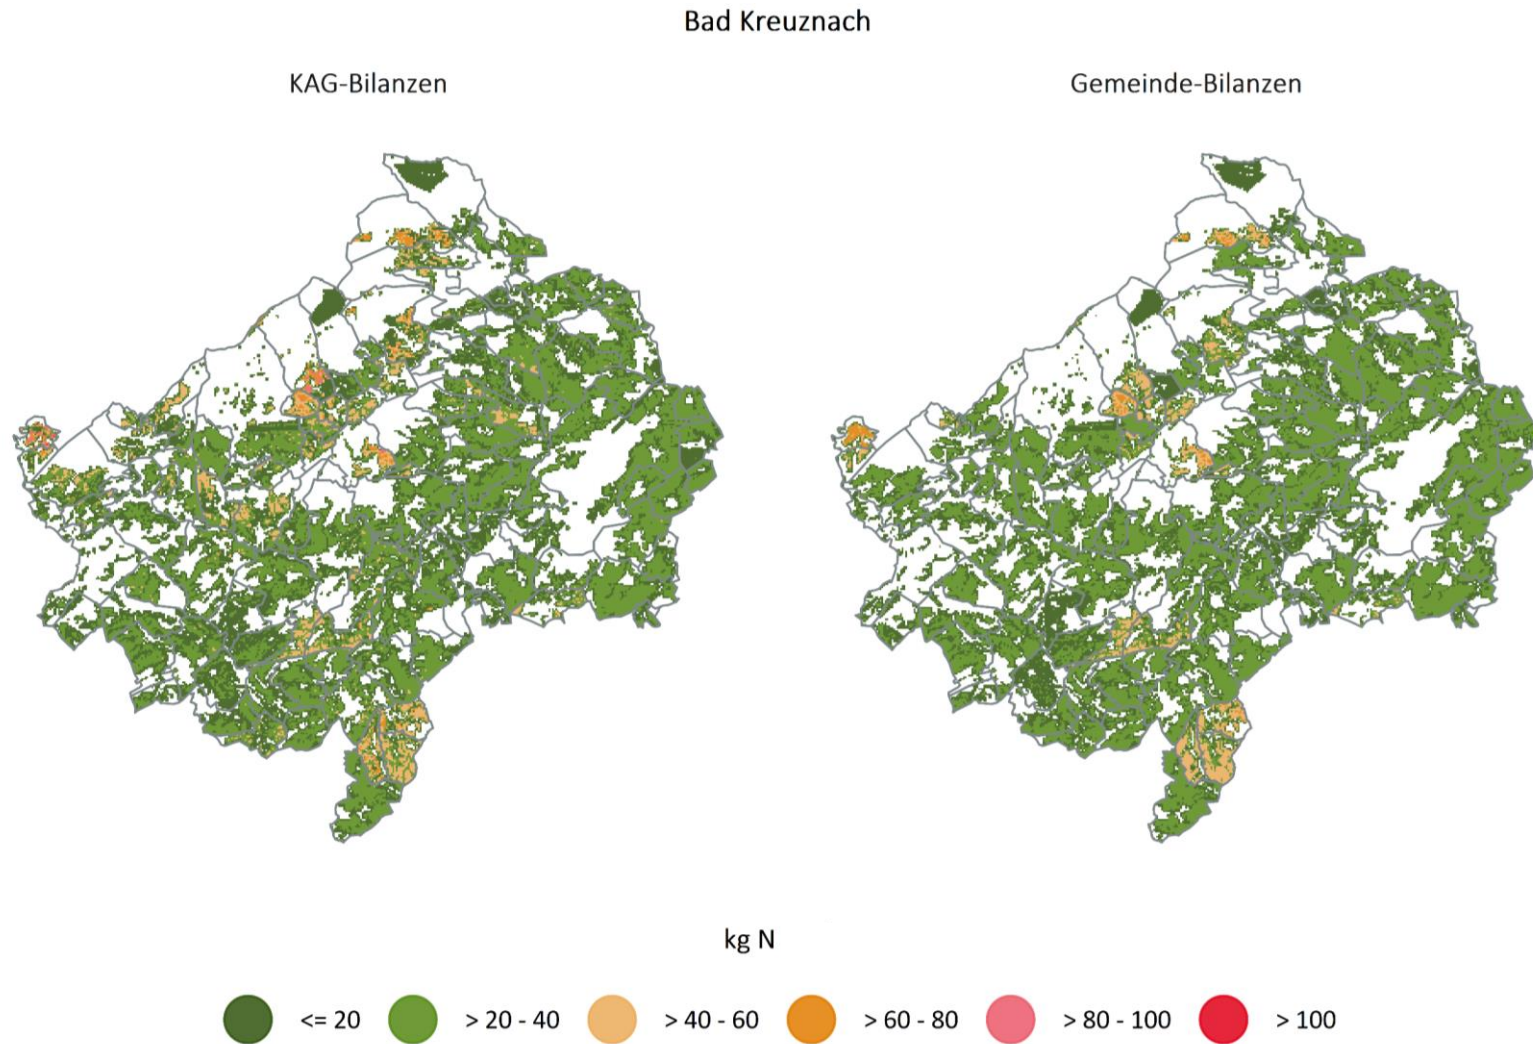 Bad Kreuznach
KAG-Bilanzen
Gemeinde-Bilanzen
kg N
<= 20
> 20 - 40
> 40 - 60
> 60 - 80
> 80 - 100
> 100